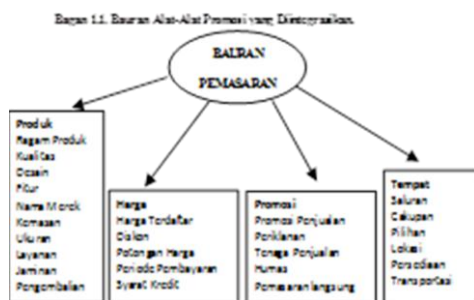 Bagan 1.1. Bauran Alat-Alat Promosi yang Diintegrasikan.
BAURAN
PEMASARAN
Produk
Ragam Produk
Kualitas
Desain
Fitur
Nama Merek
Kemasan
Ukuran
Layanan
Jaminan
Pengembalian
Harga
Harga Terdaftar
Diskon
Potongan Harga
Periode Pembayaran
Syarat Kredit
Promosi
Promosi Penjualan
Periklanan
Tenaga Penjualan
Humas
Pemasaran langsung
Tempat
Saluran
Cakupan
Pilihan
Lokasi
Persediaan
Transportasi